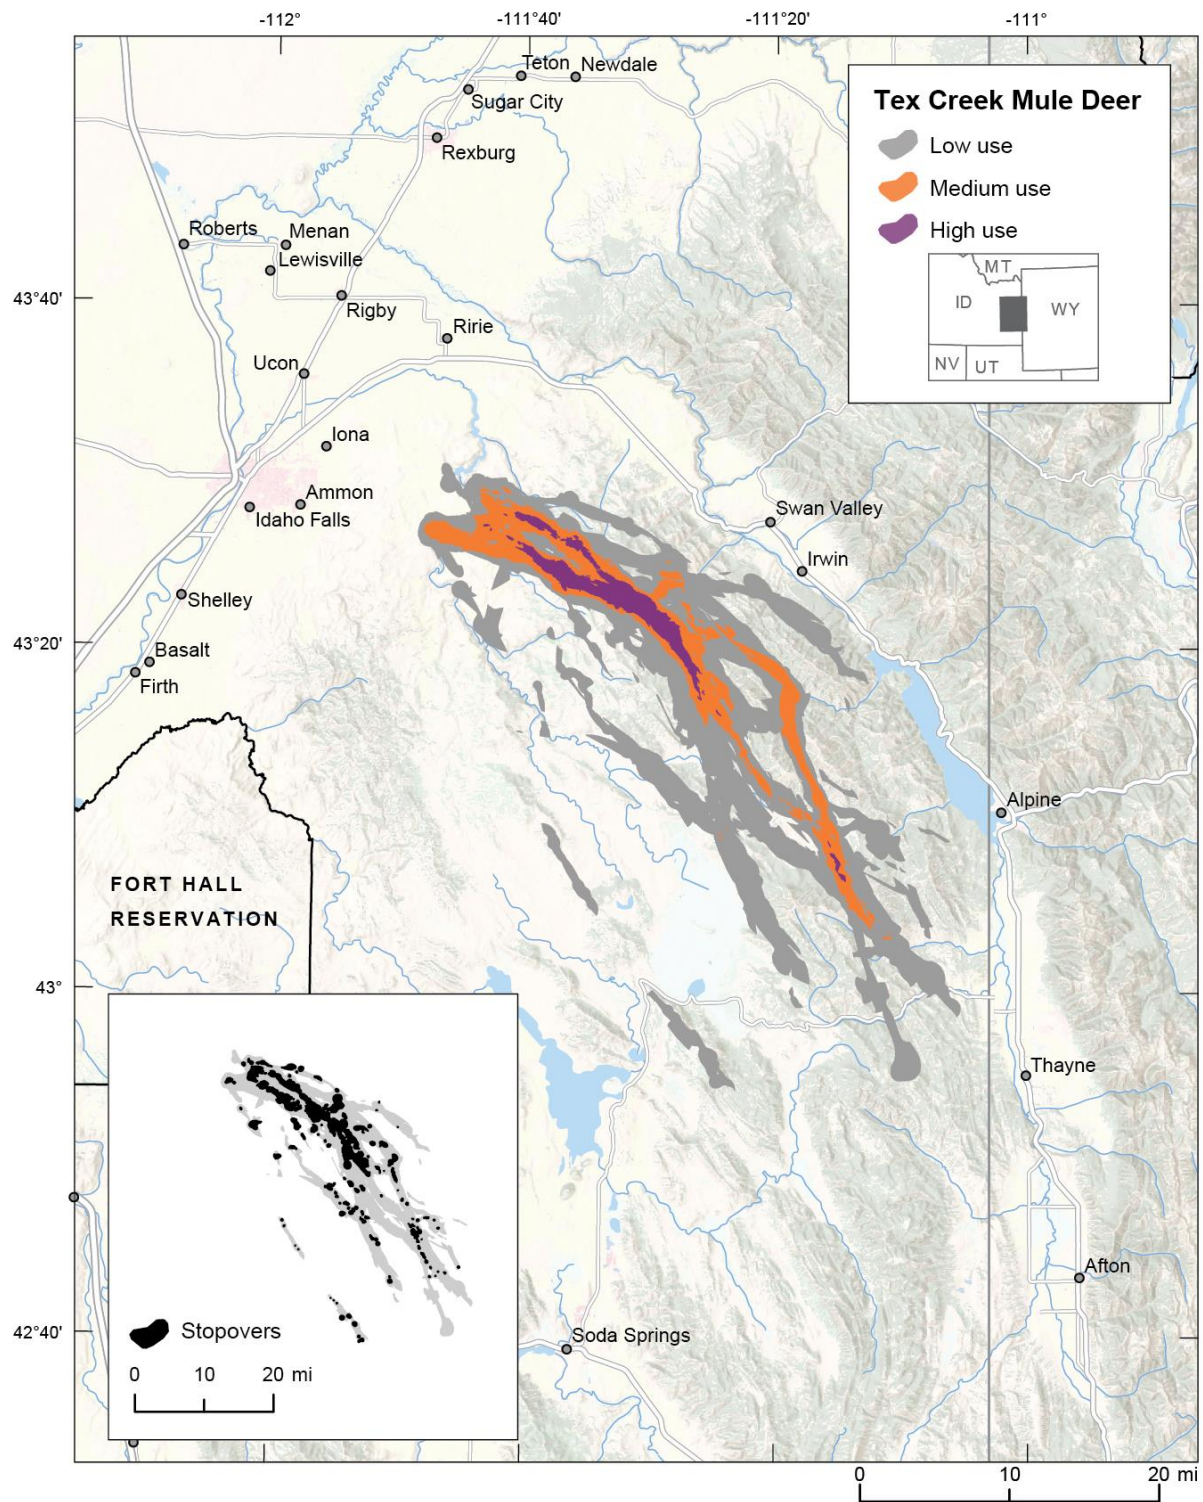 -112°
-111°40'
-111°20'
-111°
Teton
Newdale
Sugar City
Rexburg
Tex Creek Mule Deer
Low use
Medium use
High use
MT
ID
WY
NV
UT
Roberts
Menan
Lewisville
43°40'
Rigby
Ririe
Ucon
Iona
Ammon
Idaho Falls
Swan Valley
Irwin
Shelley
43°20'
Basalt
Firth
Alpine
FORT HALL
RESERVATION
43°
Thayne
Afton
42°40'
Soda Springs
Stopovers
0 10 20 mi
0 10 20 mi